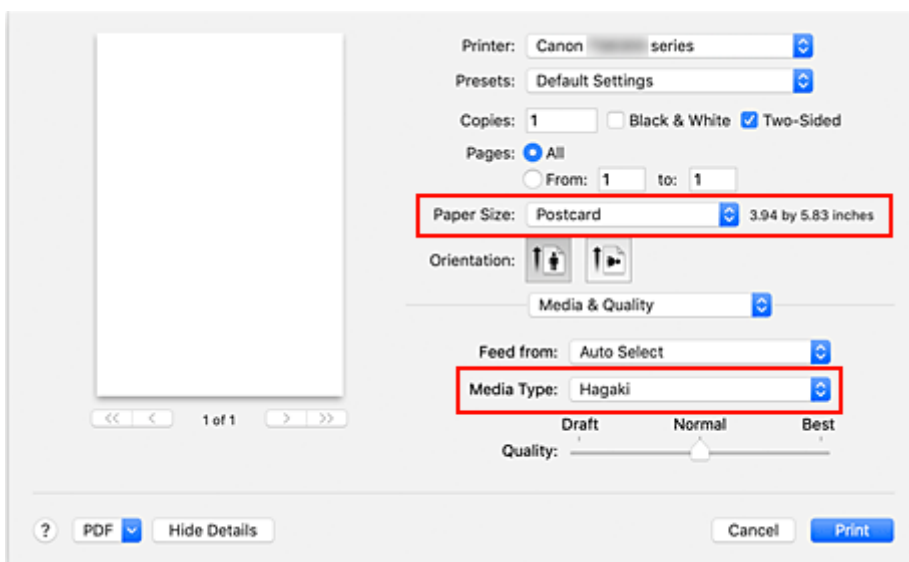 Printer: Canon series
Presets: Default Settings
Copies: 1 Black & White Two-Sided
Pages: All
From: 1 to: 1
Paper Size: Postcard 3.94 by 5.83 inches
Orientation:
Media & Quality
Feed from: Auto Select
Media Type: Hagaki
<< < 1 of 1 > >>
Draft Normal Best
Quality:
? PDF Hide Details Cancel Print